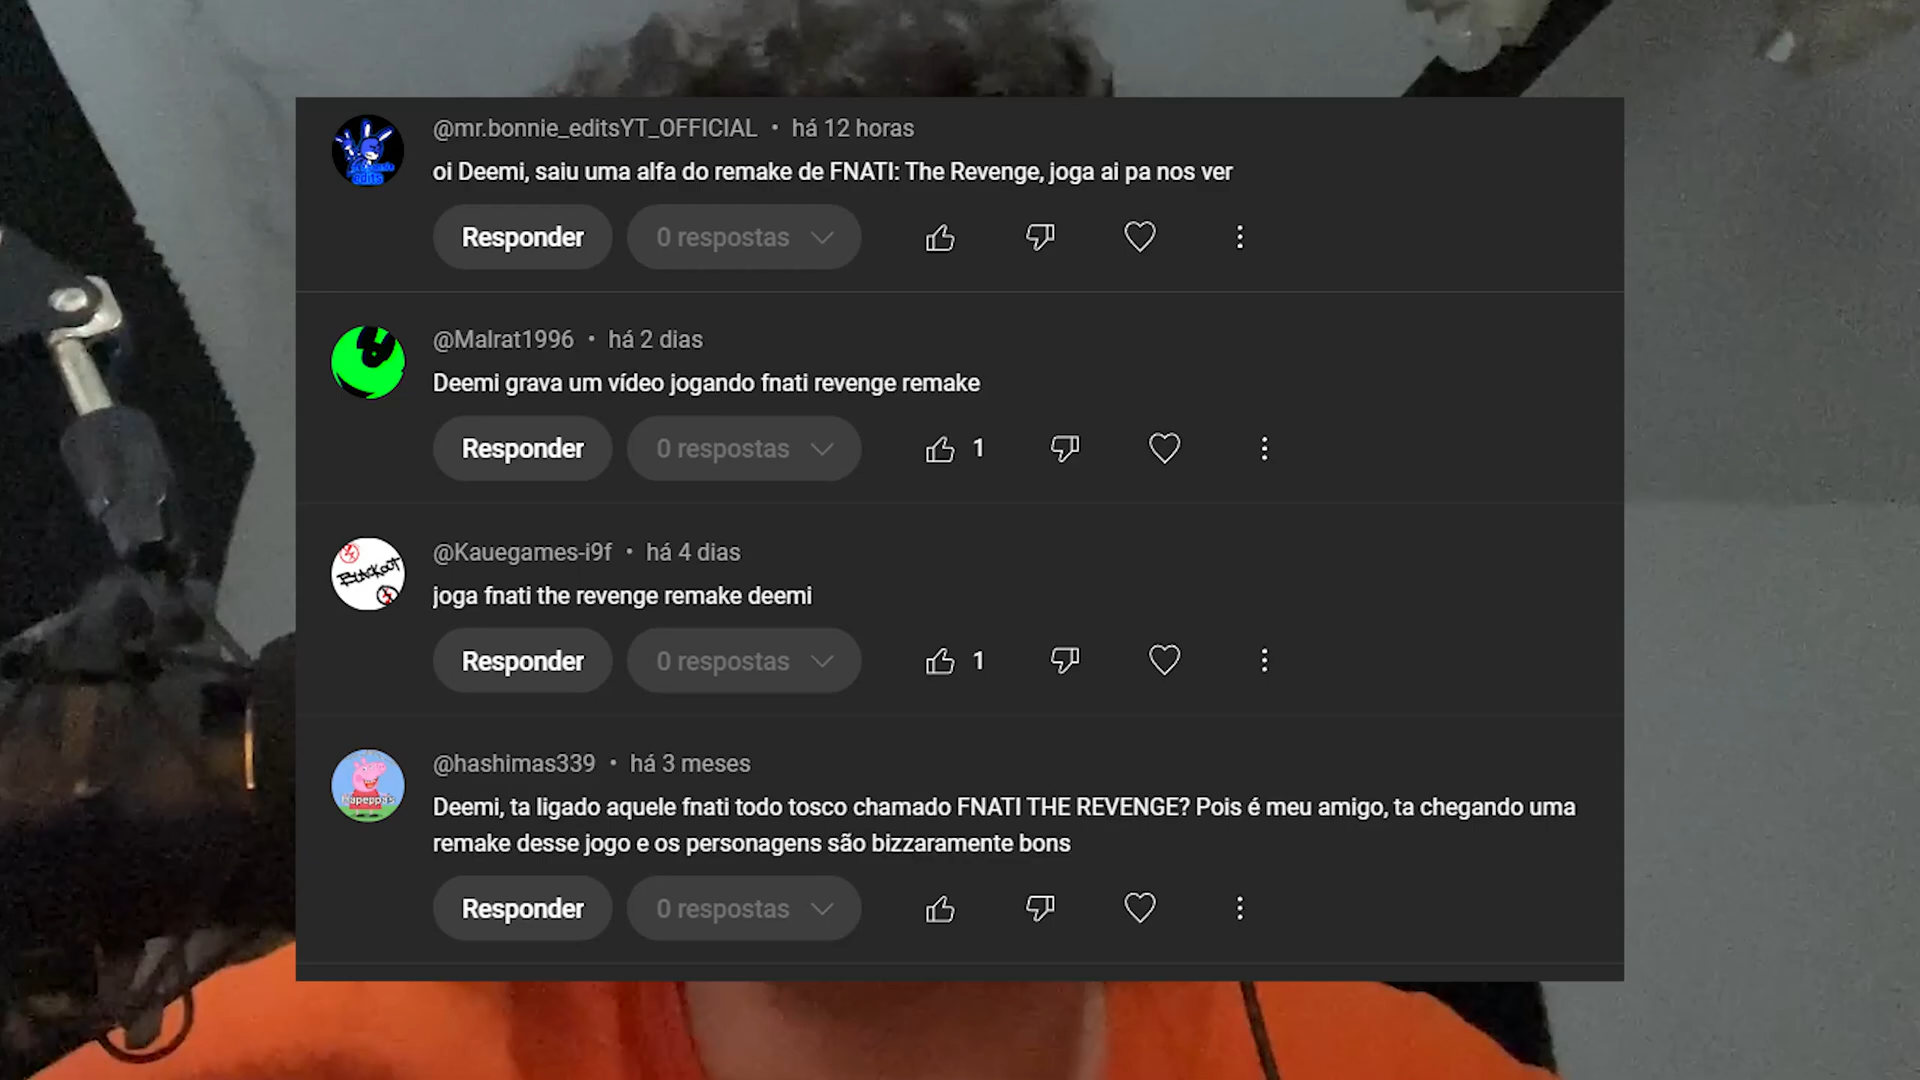 @mr.bonnie_editsYT_OFFICIAL • há 12 horas
oi Deemi, saiu uma alfa do remake de FNATI: The Revenge, joga ai pa nos ver
Responder 0 respostas
edits
@Malrat1996 • há 2 dias
Deemi grava um vídeo jogando fnati revenge remake
Responder 0 respostas 1
BLACKOUT
@Kauegames-i9f • há 4 dias
joga fnati the revenge remake deemi
Responder 0 respostas 1
@hashimas339 • há 3 meses
Deemi, ta ligado aquele fnati todo tosco chamado FNATI THE REVENGE? Pois é meu amigo, ta chegando uma
remake desse jogo e os personagens são bizzaramente bons
Responder 0 respostas